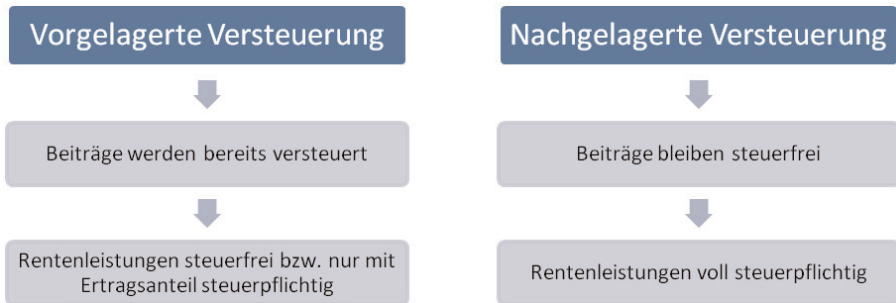 Vorgelagerte Versteuerung
Beiträge werden bereits versteuert
Rentenleistungen steuerfrei bzw. nur mit
Ertragsanteil steuerpflichtig
Nachgelagerte Versteuerung
Beiträge bleiben steuerfrei
Rentenleistungen voll steuerpflichtig